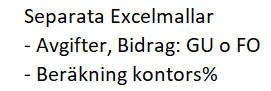 Separata Excelmallar
- Avgifter, Bidrag: GU o FO
- Beräkning kontors%